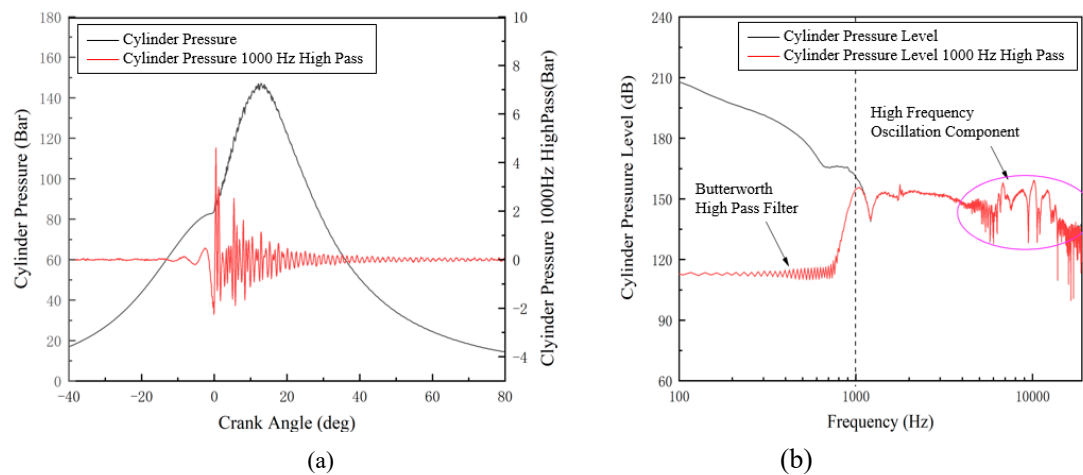 180
160
140
120
100
80
60
40
20
0
Cylinder Pressure (Bar)
Cylinder Pressure
Cylinder Pressure 1000 Hz High Pass
10
8
6
4
2
0
-2
-4
Clyinder Pressure 1000Hz HighPass(Bar)
-40 -20 0 20 40 60 80
Crank Angle (deg)
(a)
240
210
180
150
120
90
60
Cylinder Pressure Level (dB)
Cylinder Pressure Level
Cylinder Pressure Level 1000 Hz High Pass
High Frequency
Oscillation Component
Butterworth
High Pass Filter
100 1000 10000
Frequency (Hz)
(b)